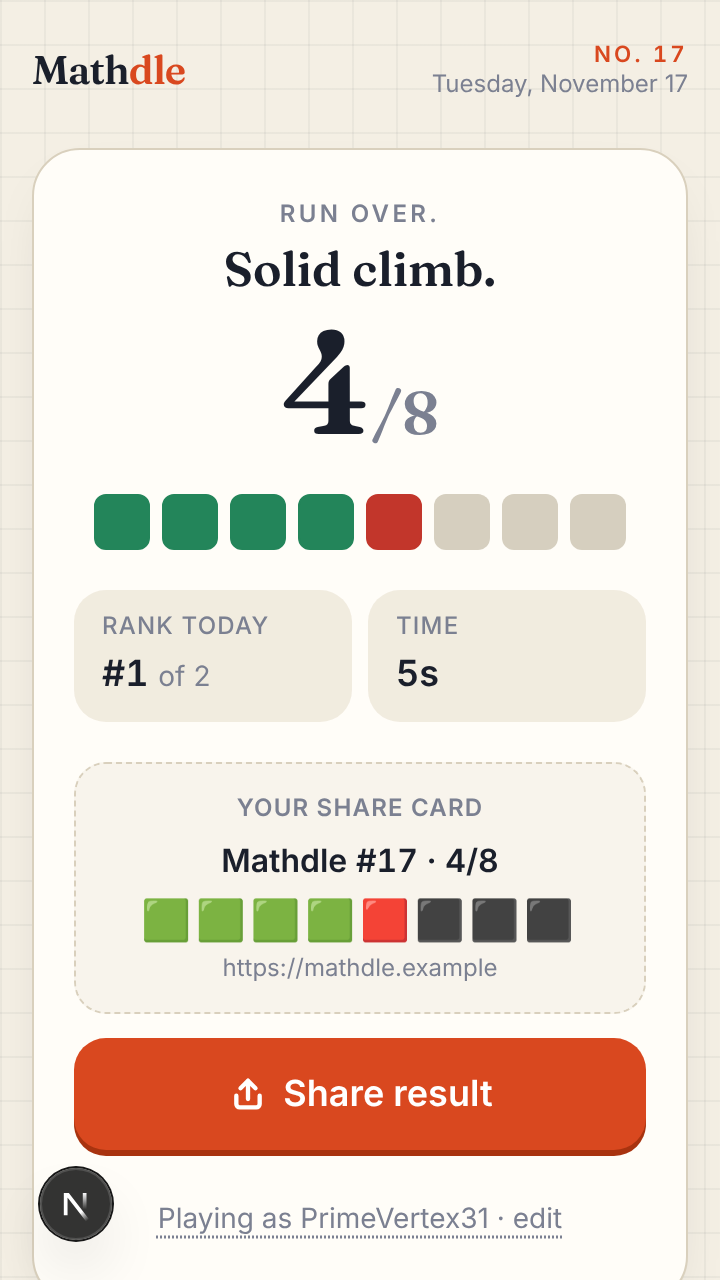 Mathdle
NO. 17
Tuesday, November 17
RUN OVER.
Solid climb.
4/8
RANK TODAY
#1 of 2
TIME
5s
YOUR SHARE CARD
Mathdle #17 · 4/8
https://mathdle.example
Share result
N
Playing as PrimeVertex31 · edit